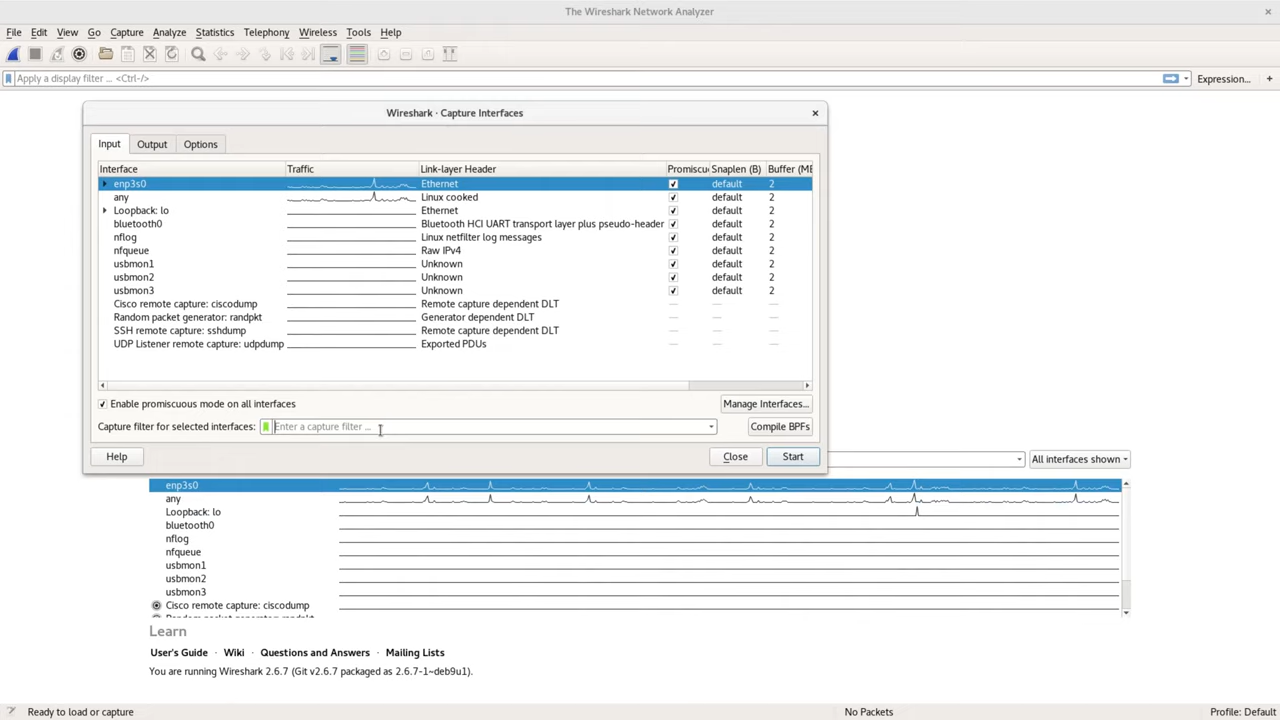 The Wireshark Network Analyzer
File Edit View Go Capture Analyze Statistics Telephony Wireless Tools Help
Apply a display filter ... <Ctrl-/> Expression... +
Wireshark · Capture Interfaces
Input Output Options
Interface Traffic Link-layer Header Promiscu Snaplen (B) Buffer (MB
enp3s0 Ethernet default 2
any Linux cooked default 2
Loopback: lo Ethernet default 2
bluetooth0 Bluetooth HCI UART transport layer plus pseudo-header default 2
nflog Linux netfilter log messages default 2
nfqueue Raw IPv4 default 2
usbmon1 Unknown default 2
usbmon2 Unknown default 2
usbmon3 Unknown default 2
Cisco remote capture: ciscodump Remote capture dependent DLT — — —
Random packet generator: randpkt Generator dependent DLT — — —
SSH remote capture: sshdump Remote capture dependent DLT — — —
UDP Listener remote capture: udpdump Exported PDUs — — —
Enable promiscuous mode on all interfaces Manage Interfaces...
Capture filter for selected interfaces: Enter a capture filter ... Compile BPFs
Help Close Start
All interfaces shown
enp3s0
any
Loopback: lo
bluetooth0
nflog
nfqueue
usbmon1
usbmon2
usbmon3
Cisco remote capture: ciscodump
Learn
User's Guide · Wiki · Questions and Answers · Mailing Lists
You are running Wireshark 2.6.7 (Git v2.6.7 packaged as 2.6.7-1~deb9u1).
Ready to load or capture No Packets Profile: Default